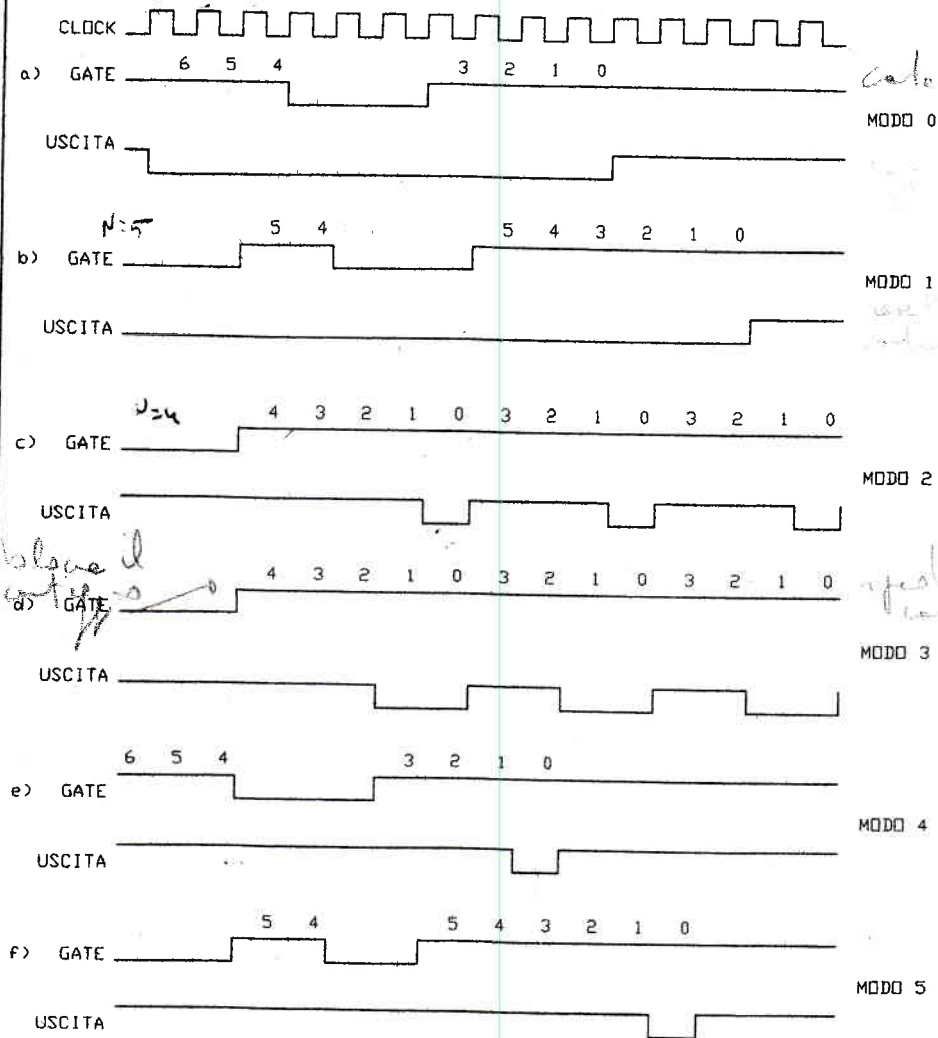 CLOCK
6 5 4 3 2 1 0
a) GATE
MODO 0
USCITA
N=5
5 4 5 4 3 2 1 0
b) GATE
MODO 1
USCITA
N=4
4 3 2 1 0 3 2 1 0 3 2 1 0
c) GATE
MODO 2
USCITA
il
4 3 2 1 0 3 2 1 0 3 2 1 0
d) GATE
MODO 3
USCITA
6 5 4 3 2 1 0
e) GATE
MODO 4
USCITA
5 4 5 4 3 2 1 0
f) GATE
MODO 5
USCITA